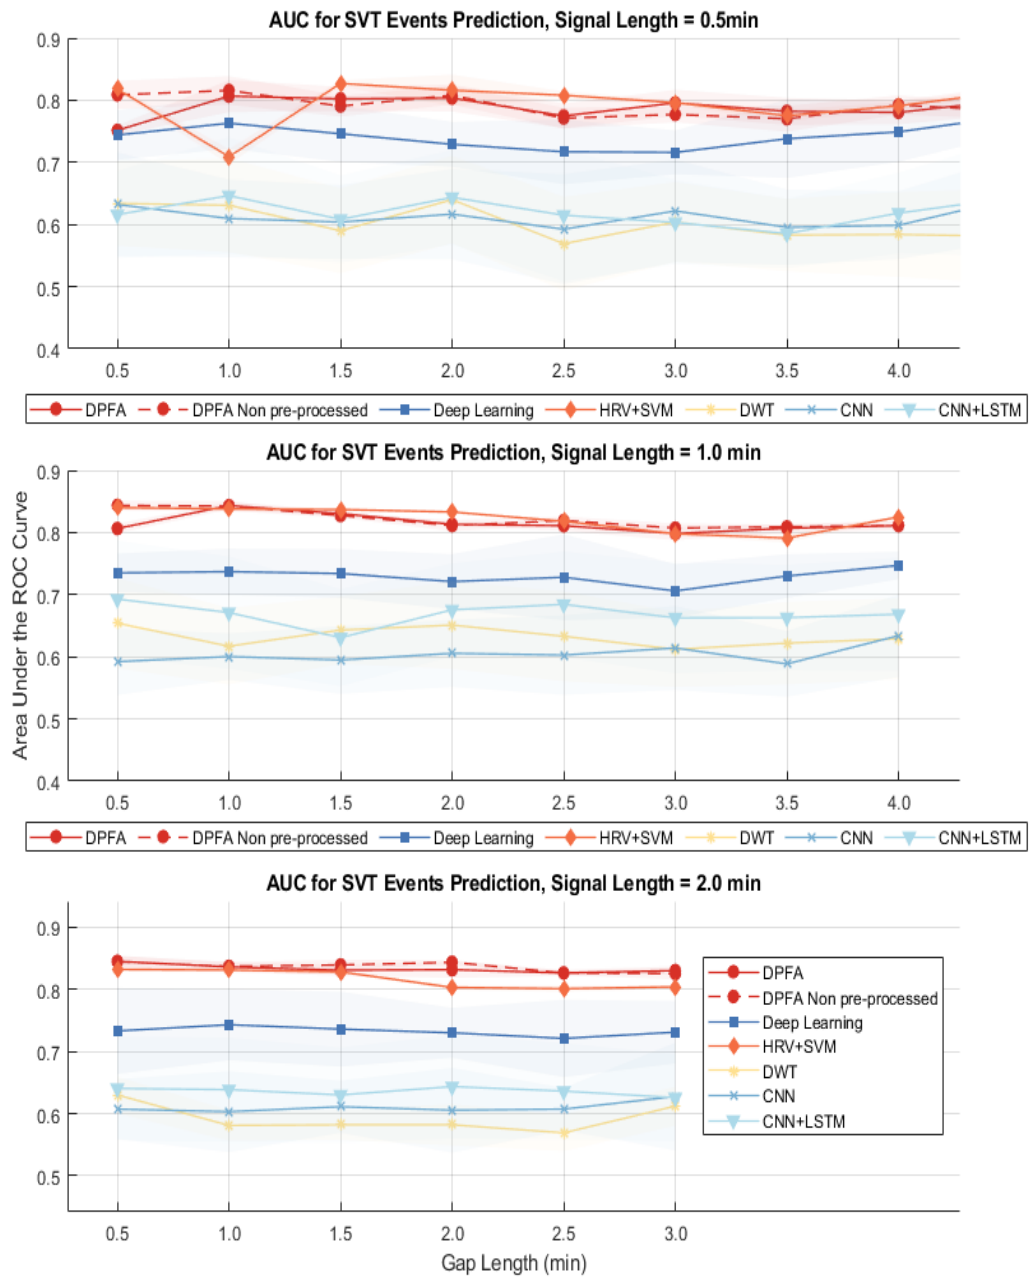 AUC for SVT Events Prediction, Signal Length = 0.5min
0.9
0.8
0.7
0.6
0.5
0.4
0.5 1.0 1.5 2.0 2.5 3.0 3.5 4.0
DPFA DPFA Non pre-processed Deep Learning HRV+SVM DWT CNN CNN+LSTM
AUC for SVT Events Prediction, Signal Length = 1.0 min
Area Under the ROC Curve
0.9
0.8
0.7
0.6
0.5
0.4
0.5 1.0 1.5 2.0 2.5 3.0 3.5 4.0
DPFA DPFA Non pre-processed Deep Learning HRV+SVM DWT CNN CNN+LSTM
AUC for SVT Events Prediction, Signal Length = 2.0 min
0.9
0.8
0.7
0.6
0.5
DPFA
DPFA Non pre-processed
Deep Learning
HRV+SVM
DWT
CNN
CNN+LSTM
0.5 1.0 1.5 2.0 2.5 3.0
Gap Length (min)